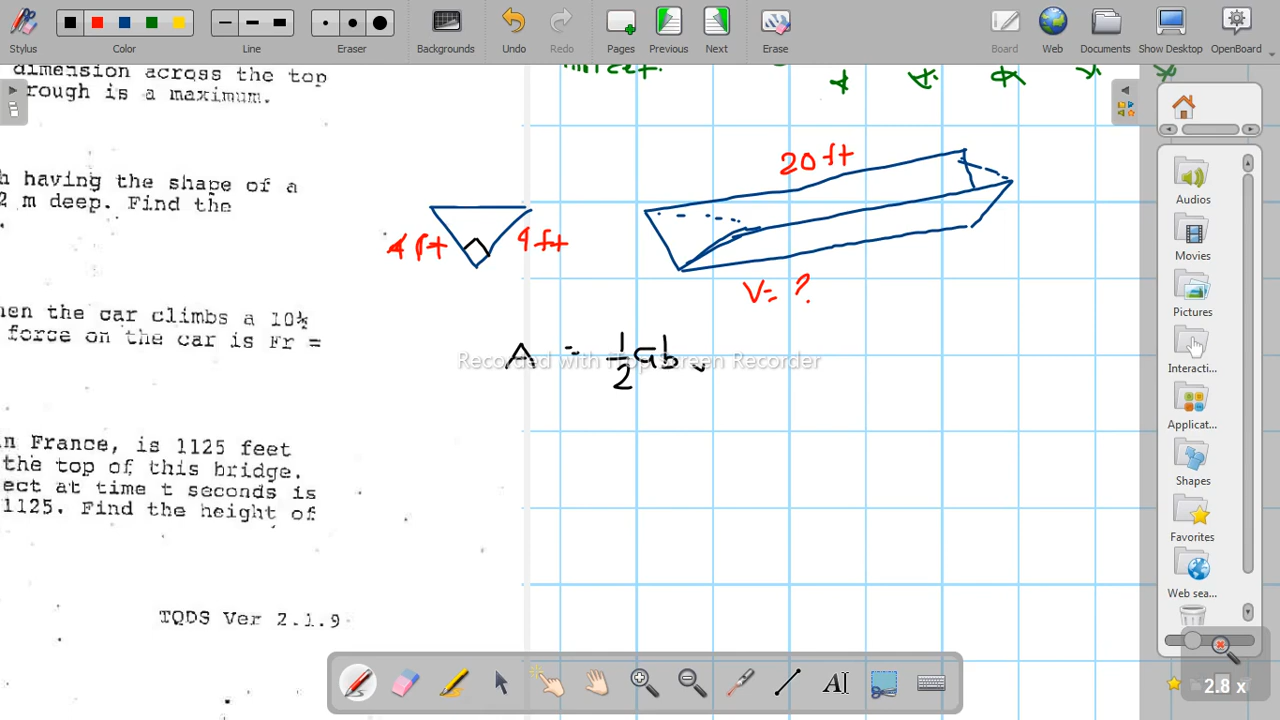 Stylus
Color
Line
Eraser
Backgrounds
Undo
Redo
Pages
Previous
Next
Erase
Board
Web
Documents
Show Desktop
OpenBoard
dimension across the top
rough is a maximum.
h having the shape of a
2 m deep. Find the
hen the car climbs a 10½
force on the car is Fr =
in France, is 1125 feet
the top of this bridge.
ect at time t seconds is
1125. Find the height of
TQDS Ver 2.1.9
20 ft
4 ft
4 ft
V = ?
A = 1/2 ab
Recorded with iTop Screen Recorder
Audios
Movies
Pictures
Interacti...
Applicat...
Shapes
Favorites
Web sea...
2.8 x